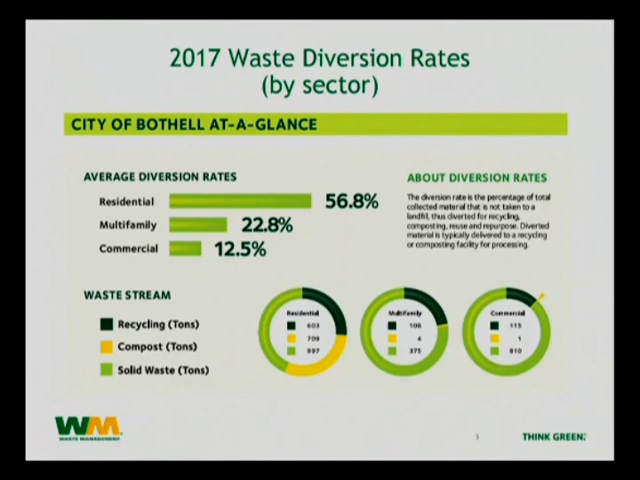 2017 Waste Diversion Rates
(by sector)
CITY OF BOTHELL AT-A-GLANCE
AVERAGE DIVERSION RATES
Residential 56.8%
Multifamily 22.8%
Commercial 12.5%
ABOUT DIVERSION RATES
The diversion rate is the percentage of total
collected material that is not taken to a
landfill, thus diverted for recycling,
composting, reuse and repurpose. Diverted
material is typically delivered to a recycling
or composting facility for processing.
WASTE STREAM
Recycling (Tons)
Compost (Tons)
Solid Waste (Tons)
Residential
603
709
997
Multifamily
106
4
375
Commercial
115
1
810
WM
WASTE MANAGEMENT
THINK GREEN.